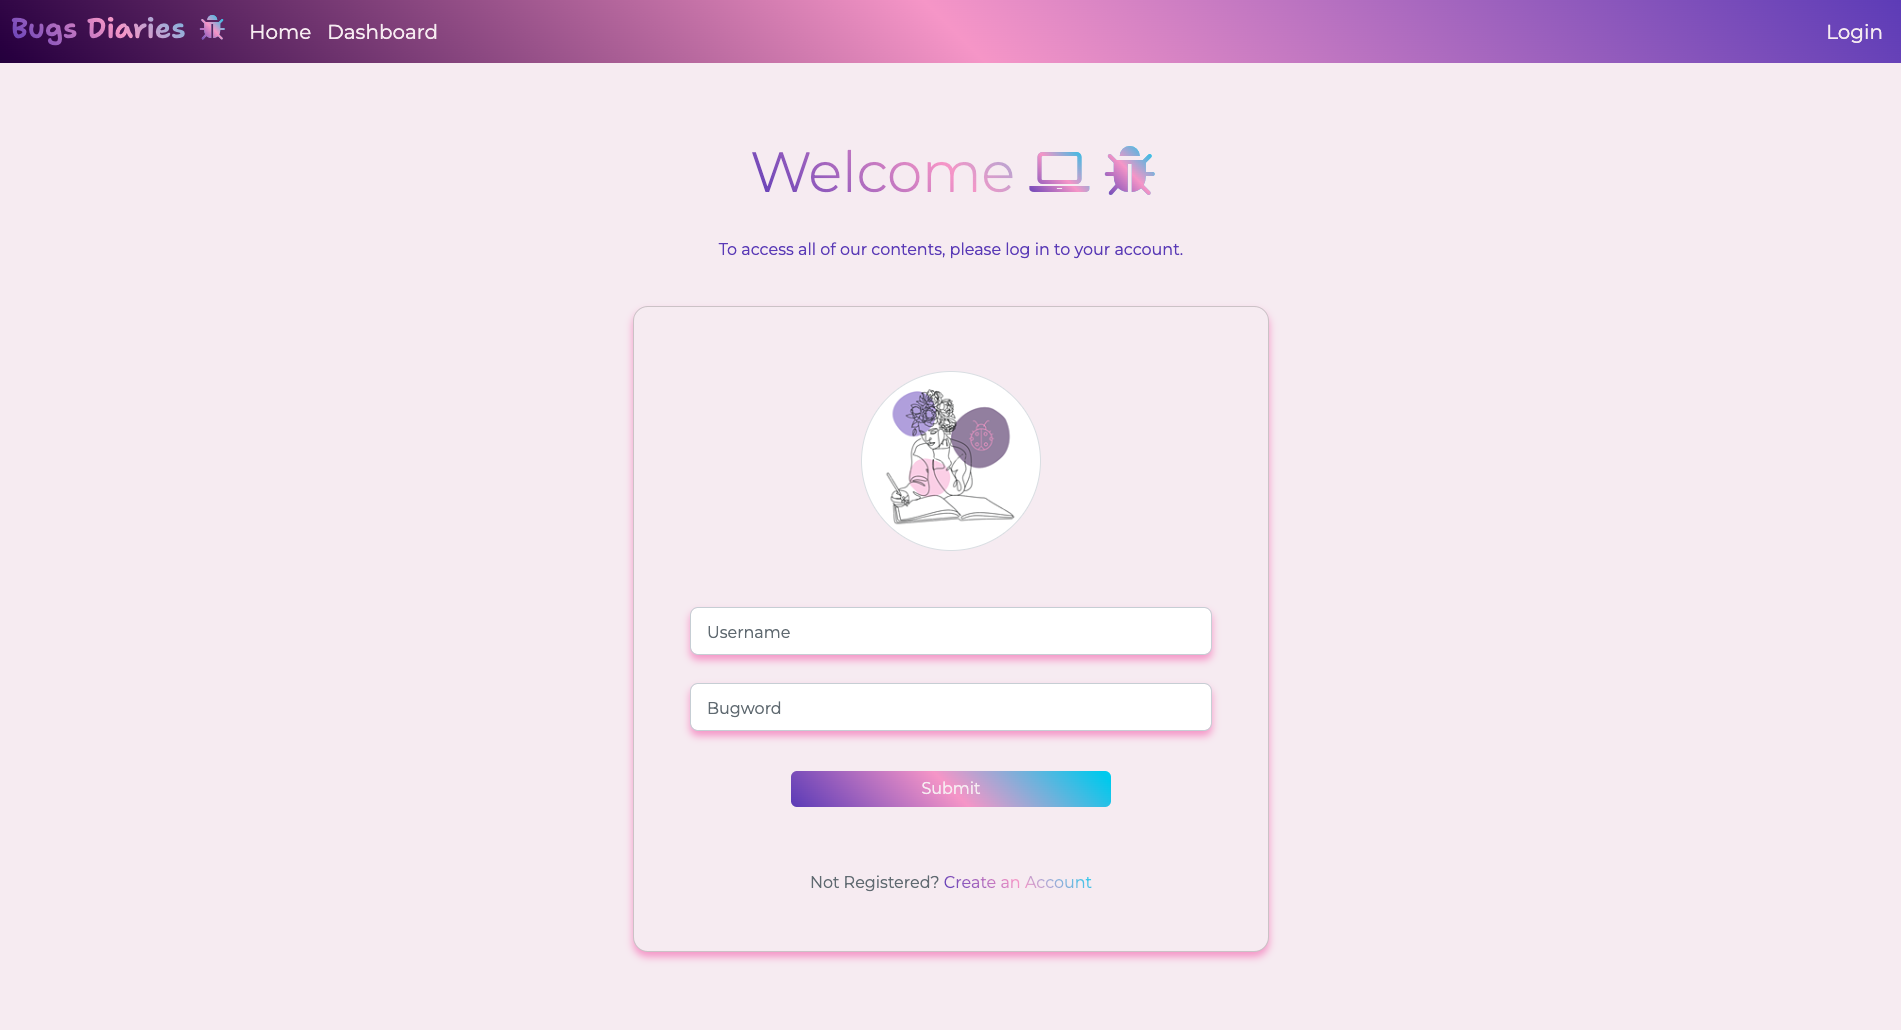 Bugs Diaries Home Dashboard Login
Welcome
To access all of our contents, please log in to your account.
Username
Bugword
Submit
Not Registered? Create an Account